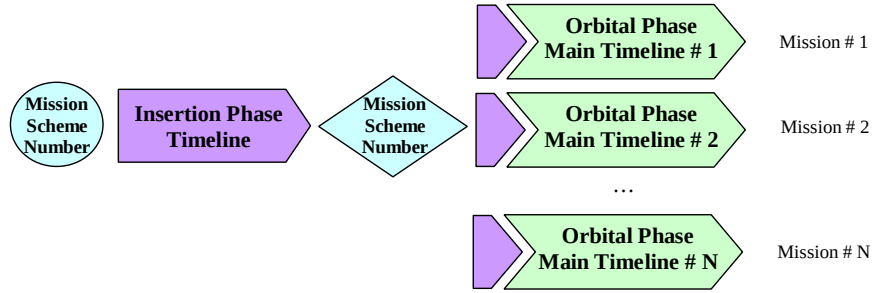 Mission
Scheme
Number
Insertion Phase
Timeline
Mission
Scheme
Number
Orbital Phase
Main Timeline # 1
Mission # 1
Orbital Phase
Main Timeline # 2
Mission # 2
…
Orbital Phase
Main Timeline # N
Mission # N